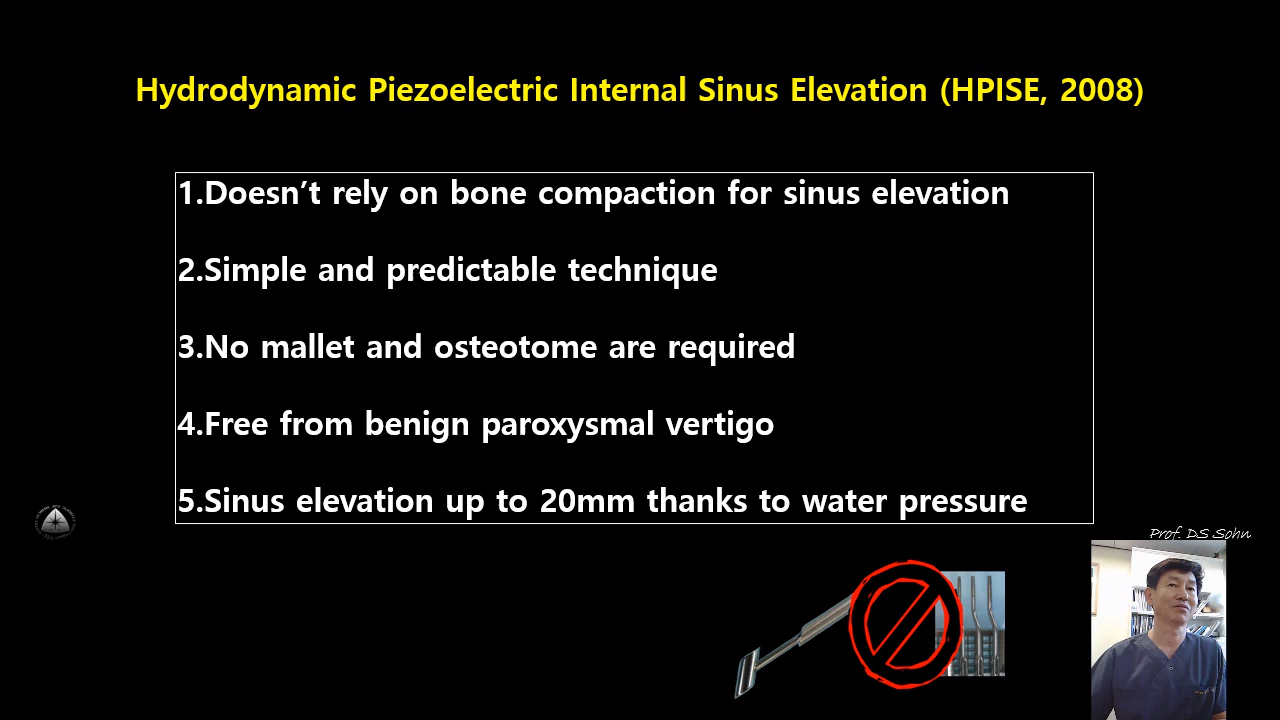 Hydrodynamic Piezoelectric Internal Sinus Elevation (HPISE, 2008)
1.Doesn’t rely on bone compaction for sinus elevation
2.Simple and predictable technique
3.No mallet and osteotome are required
4.Free from benign paroxysmal vertigo
5.Sinus elevation up to 20mm thanks to water pressure
Prof. DS Sohn